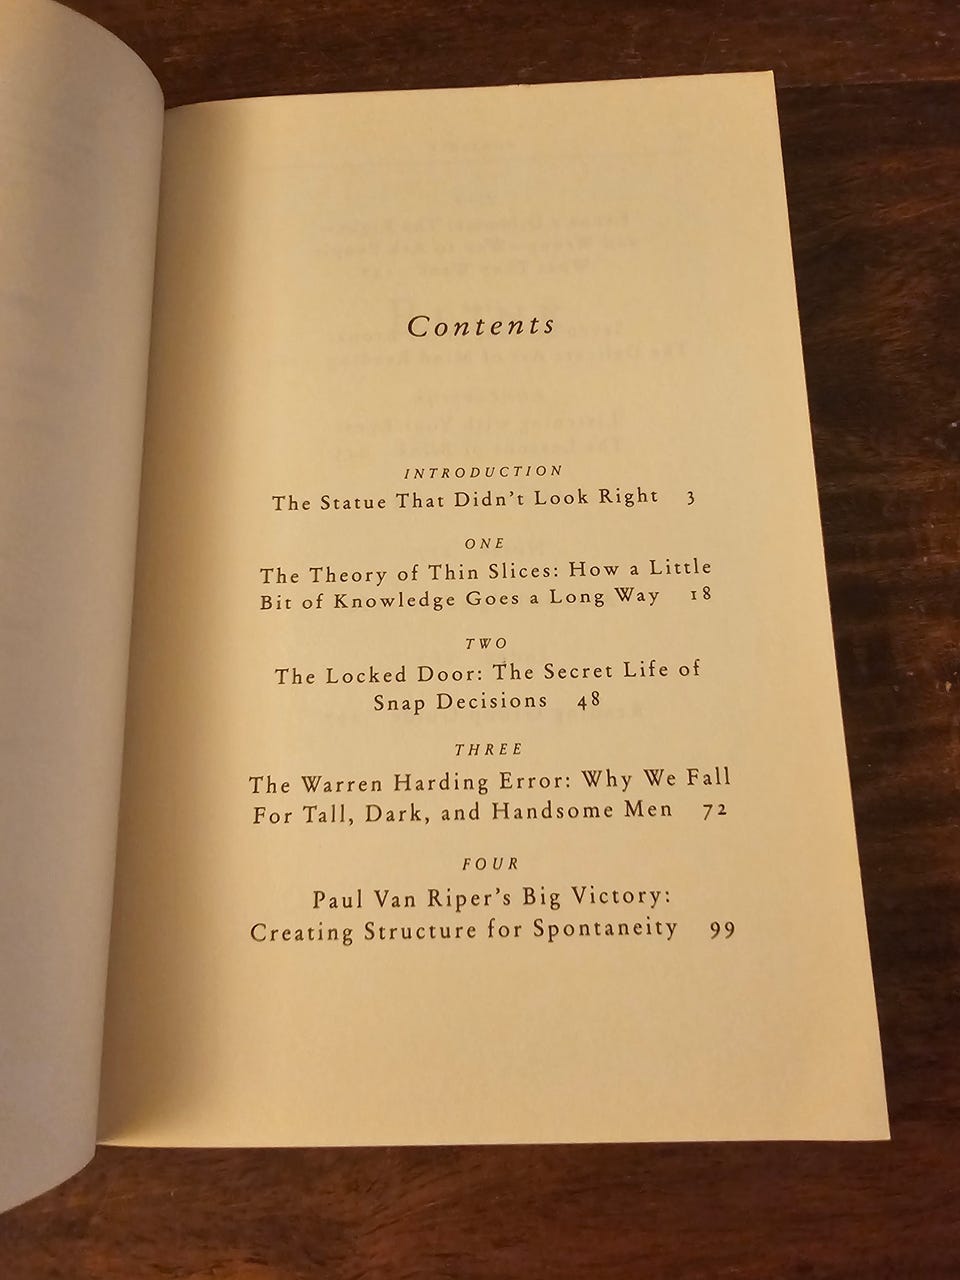 Contents
INTRODUCTION
The Statue That Didn't Look Right 3
ONE
The Theory of Thin Slices: How a Little
Bit of Knowledge Goes a Long Way 18
TWO
The Locked Door: The Secret Life of
Snap Decisions 48
THREE
The Warren Harding Error: Why We Fall
For Tall, Dark, and Handsome Men 72
FOUR
Paul Van Riper's Big Victory:
Creating Structure for Spontaneity 99